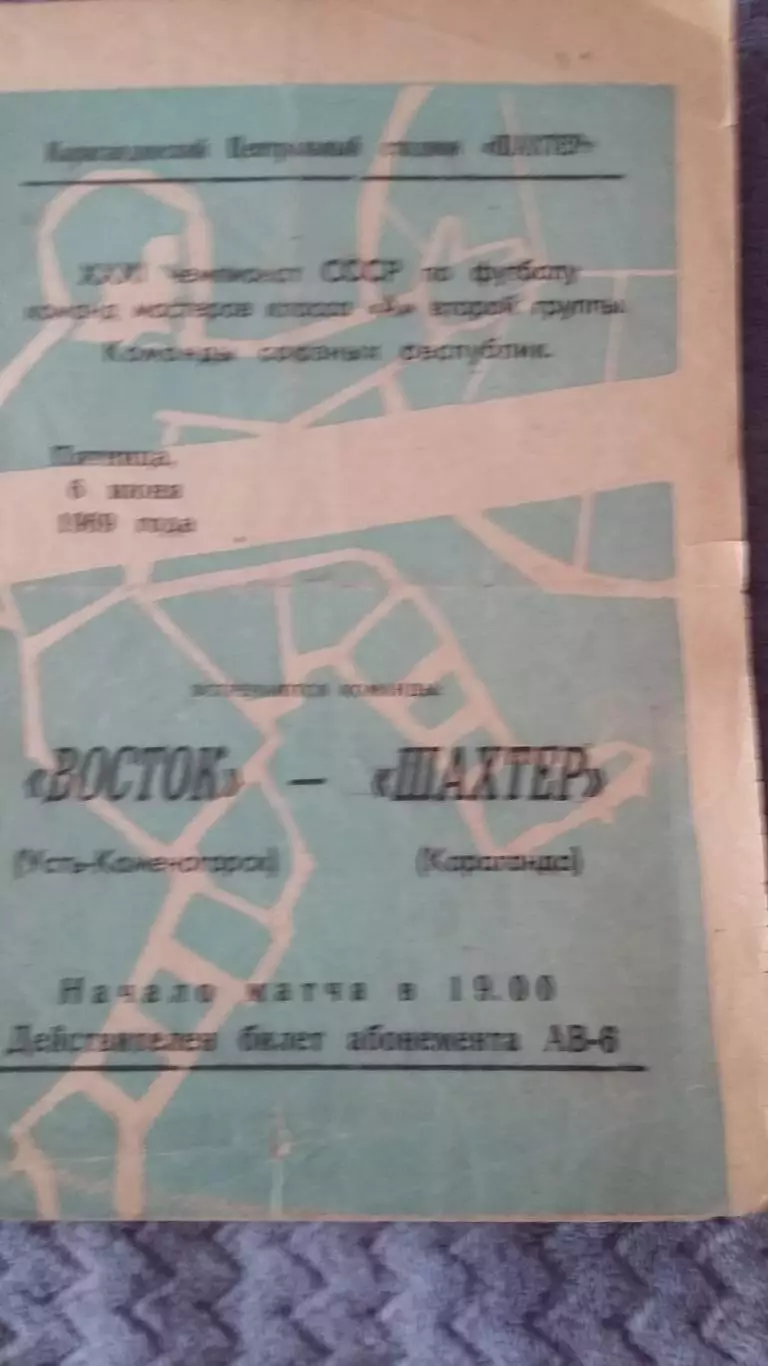 Карагандинский Центральный стадион «ШАХТЕР»
чемпионат СССР по футболу
команд мастеров класса «А» второй группы.
Команды союзных республик.
Пятница,
6 июня
1969 года
встречаются команды
«ВОСТОК» — «ШАХТЕР»
(Усть-Каменогорск) (Караганда)
Начало матча в 19.00
Действителен билет абонемента АВ-6